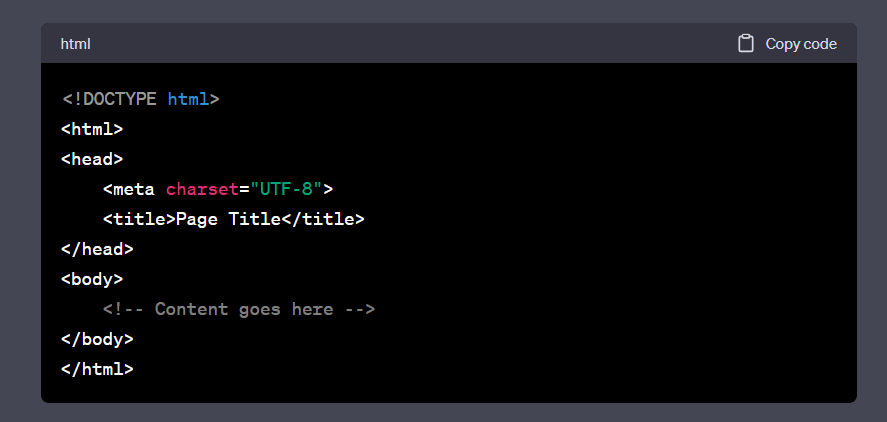 html
Copy code
<!DOCTYPE html>
<html>
<head>
    <meta charset="UTF-8">
    <title>Page Title</title>
</head>
<body>
    <!-- Content goes here -->
</body>
</html>